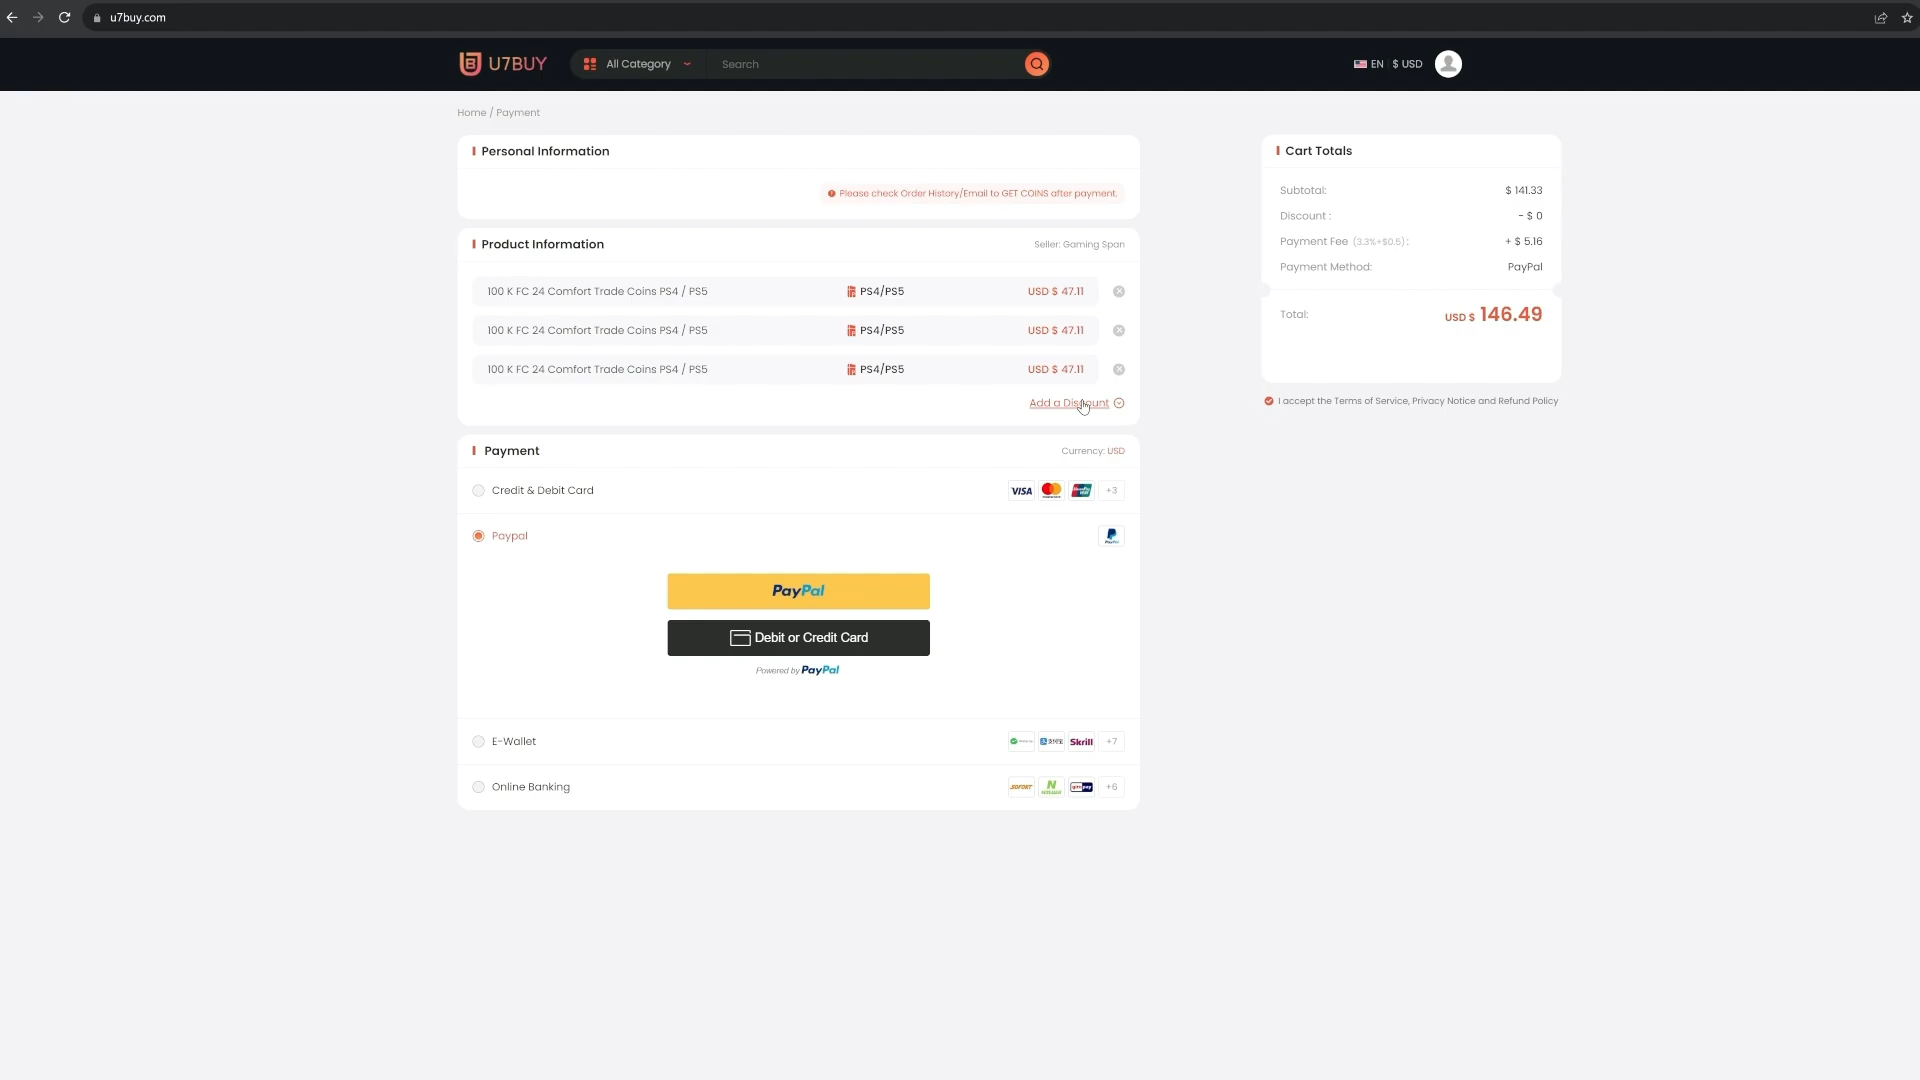 u7buy.com
U7BUY
All Category
Search
EN
$ USD
Home / Payment
Personal Information
Please check Order History/Email to GET COINS after payment.
Product Information
Seller: Gaming Span
100 K FC 24 Comfort Trade Coins PS4 / PS5 PS4/PS5 USD $ 47.11
100 K FC 24 Comfort Trade Coins PS4 / PS5 PS4/PS5 USD $ 47.11
100 K FC 24 Comfort Trade Coins PS4 / PS5 PS4/PS5 USD $ 47.11
Add a Discount
Payment
Currency: USD
Credit & Debit Card VISA +3
Paypal PayPal
PayPal
Debit or Credit Card
Powered by PayPal
E-Wallet Skrill +7
Online Banking SOFORT +6
Cart Totals
Subtotal: $ 141.33
Discount : - $ 0
Payment Fee (3.3%+$0.5): + $ 5.16
Payment Method: PayPal
Total: USD $ 146.49
I accept the Terms of Service, Privacy Notice and Refund Policy